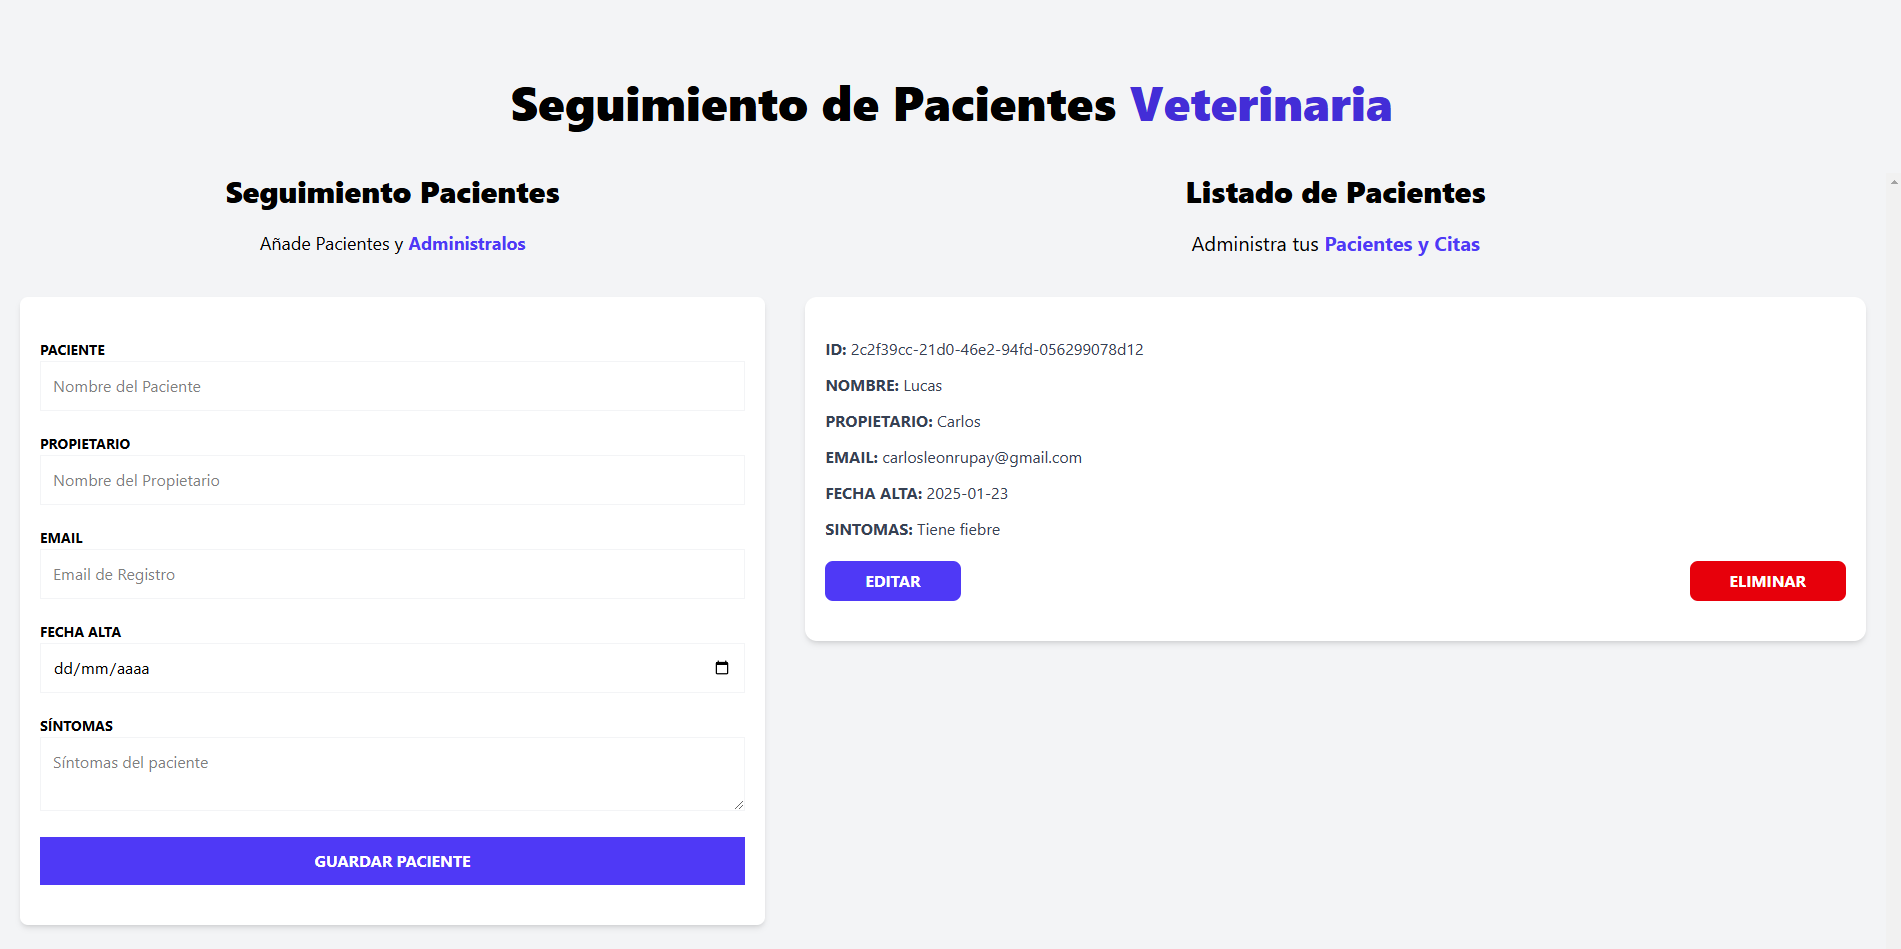 Seguimiento de Pacientes Veterinaria
Seguimiento Pacientes
Añade Pacientes y Administralos
PACIENTE
Nombre del Paciente
PROPIETARIO
Nombre del Propietario
EMAIL
Email de Registro
FECHA ALTA
dd/mm/aaaa
SÍNTOMAS
Síntomas del paciente
GUARDAR PACIENTE
Listado de Pacientes
Administra tus Pacientes y Citas
ID: 2c2f39cc-21d0-46e2-94fd-056299078d12
NOMBRE: Lucas
PROPIETARIO: Carlos
EMAIL: carlosleonrupay@gmail.com
FECHA ALTA: 2025-01-23
SINTOMAS: Tiene fiebre
EDITAR
ELIMINAR